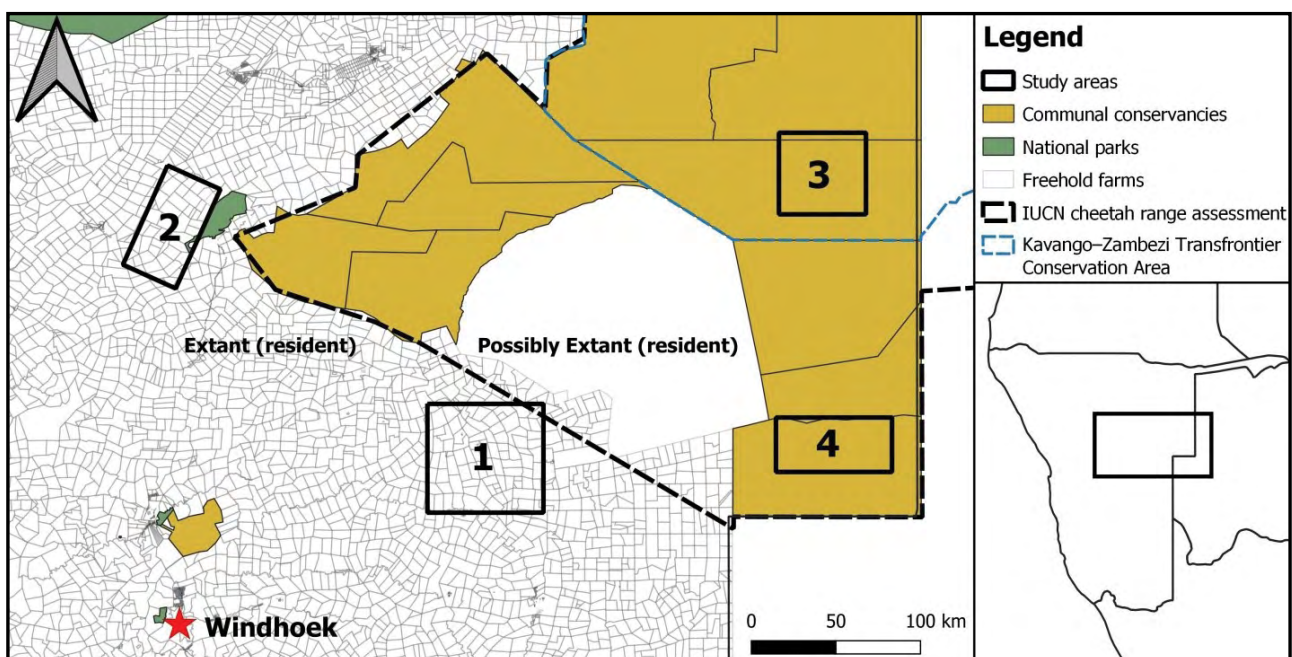 Legend
Study areas
Communal conservancies
National parks
Freehold farms
IUCN cheetah range assessment
Kavango–Zambezi Transfrontier
Conservation Area
3
2
Extant (resident)
Possibly Extant (resident)
1
4
Windhoek
0 50 100 km